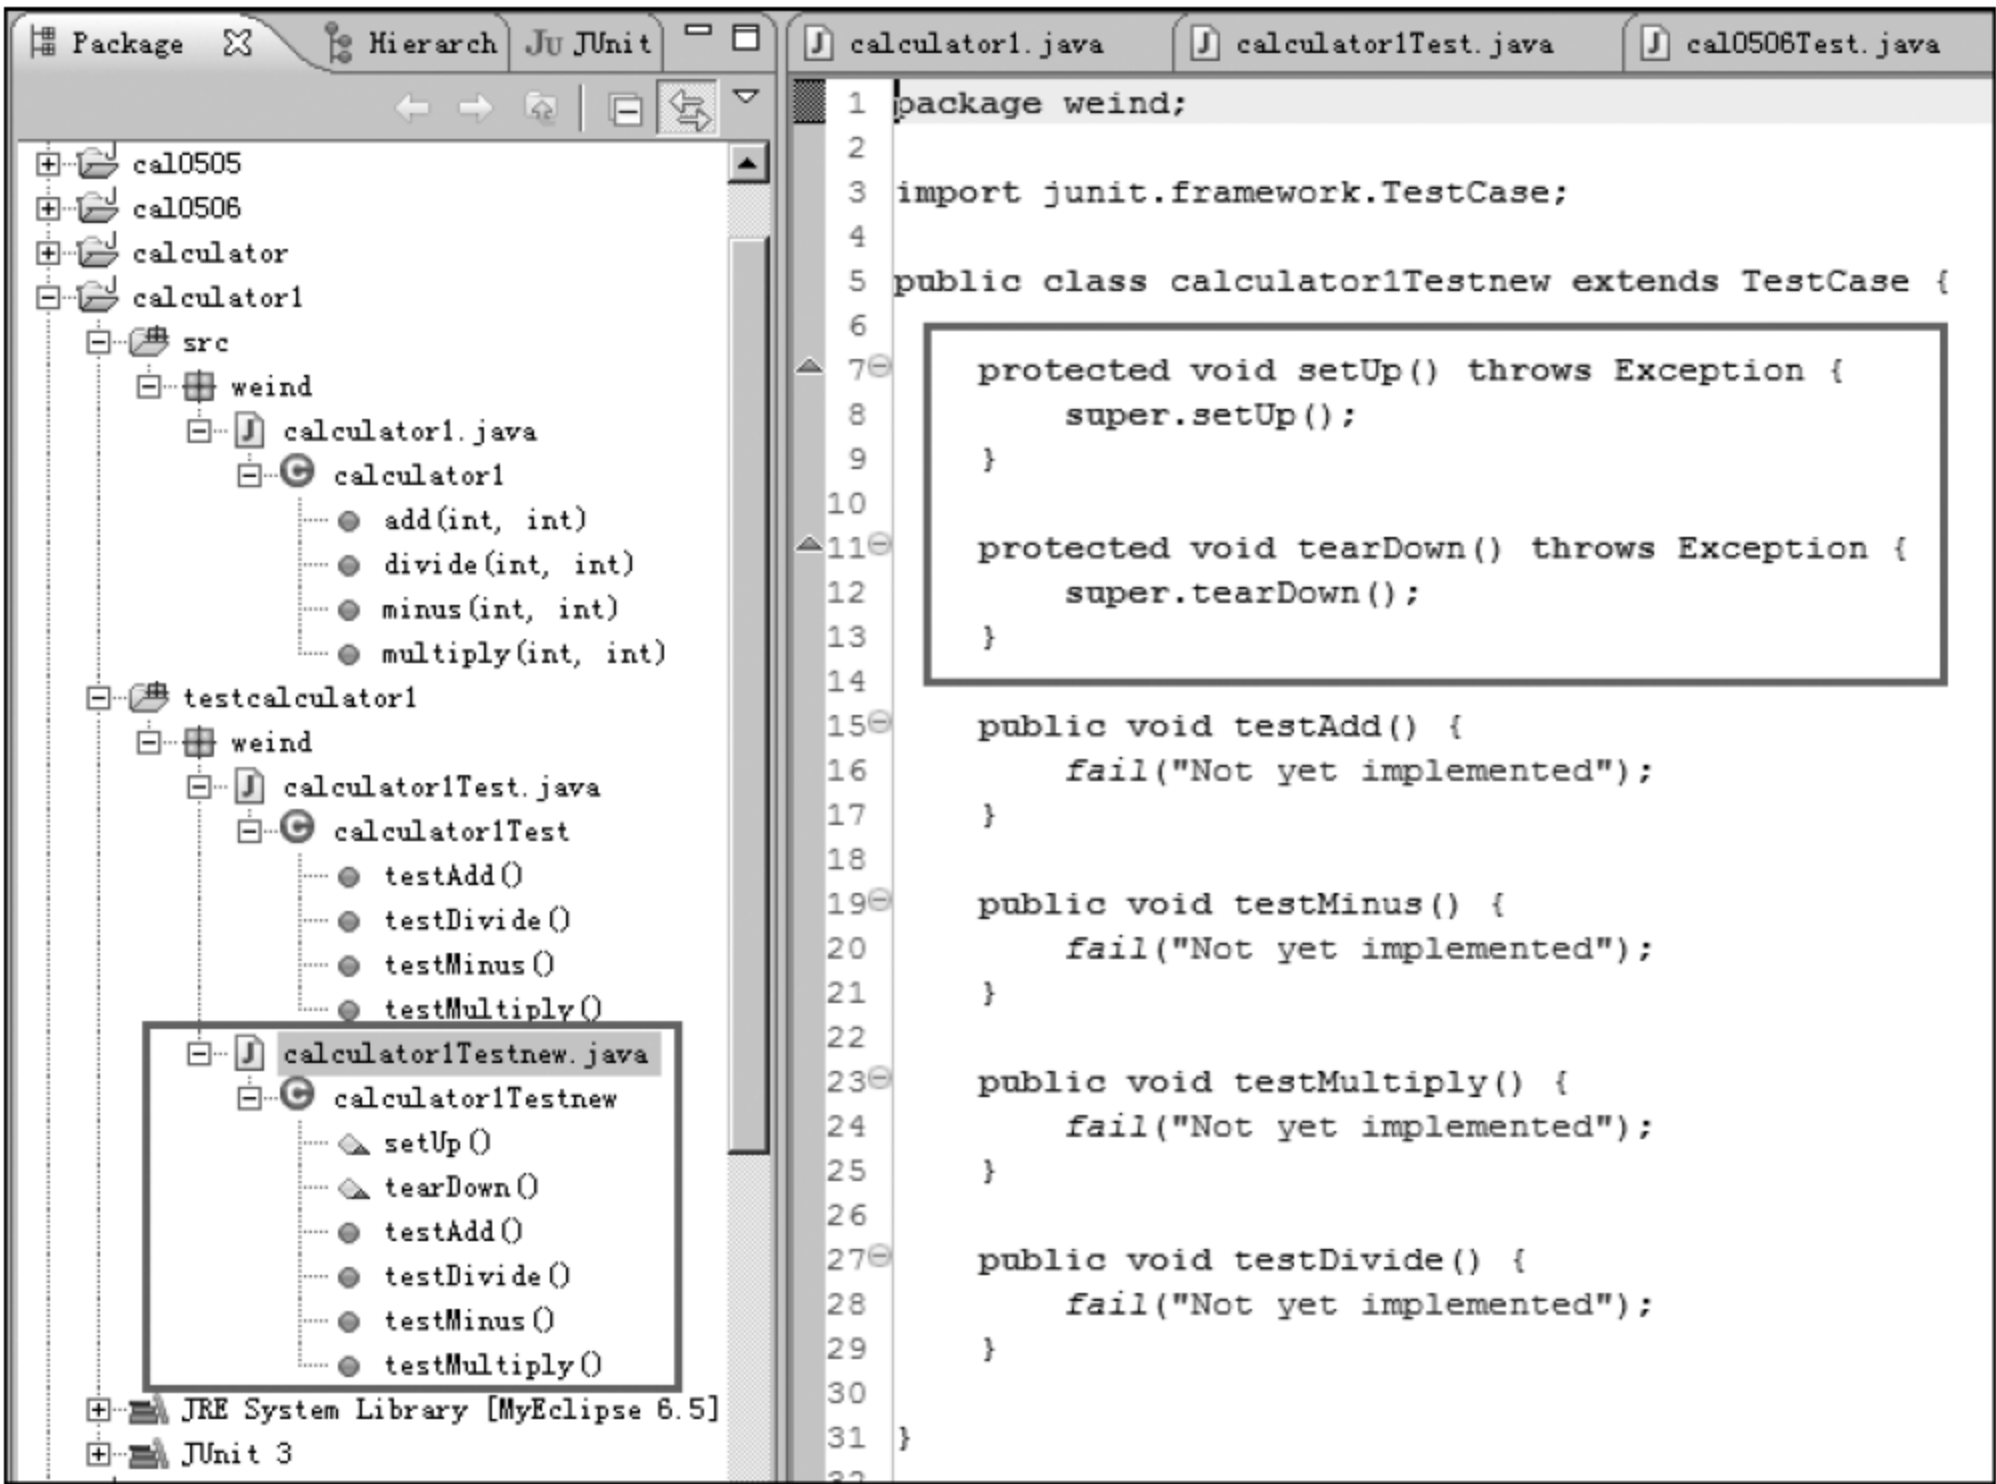 Package
Hierarch
JU JUnit
cal0505
cal0506
calculator
calculator1
src
weind
calculator1.java
calculator1
add(int, int)
divide(int, int)
minus(int, int)
multiply(int, int)
testcalculator1
weind
calculator1Test.java
calculator1Test
testAdd()
testDivide()
testMinus()
testMultiply()
calculator1Testnew.java
calculator1Testnew
setUp()
tearDown()
testAdd()
testDivide()
testMinus()
testMultiply()
JRE System Library [MyEclipse 6.5]
JUnit 3
calculator1.java
calculator1Test.java
cal0506Test.java
1 package weind;
2
3 import junit.framework.TestCase;
4
5 public class calculator1Testnew extends TestCase {
6
7 protected void setUp() throws Exception {
8 super.setUp();
9 }
10
11 protected void tearDown() throws Exception {
12 super.tearDown();
13 }
14
15 public void testAdd() {
16 fail("Not yet implemented");
17 }
18
19 public void testMinus() {
20 fail("Not yet implemented");
21 }
22
23 public void testMultiply() {
24 fail("Not yet implemented");
25 }
26
27 public void testDivide() {
28 fail("Not yet implemented");
29 }
30
31 }
32